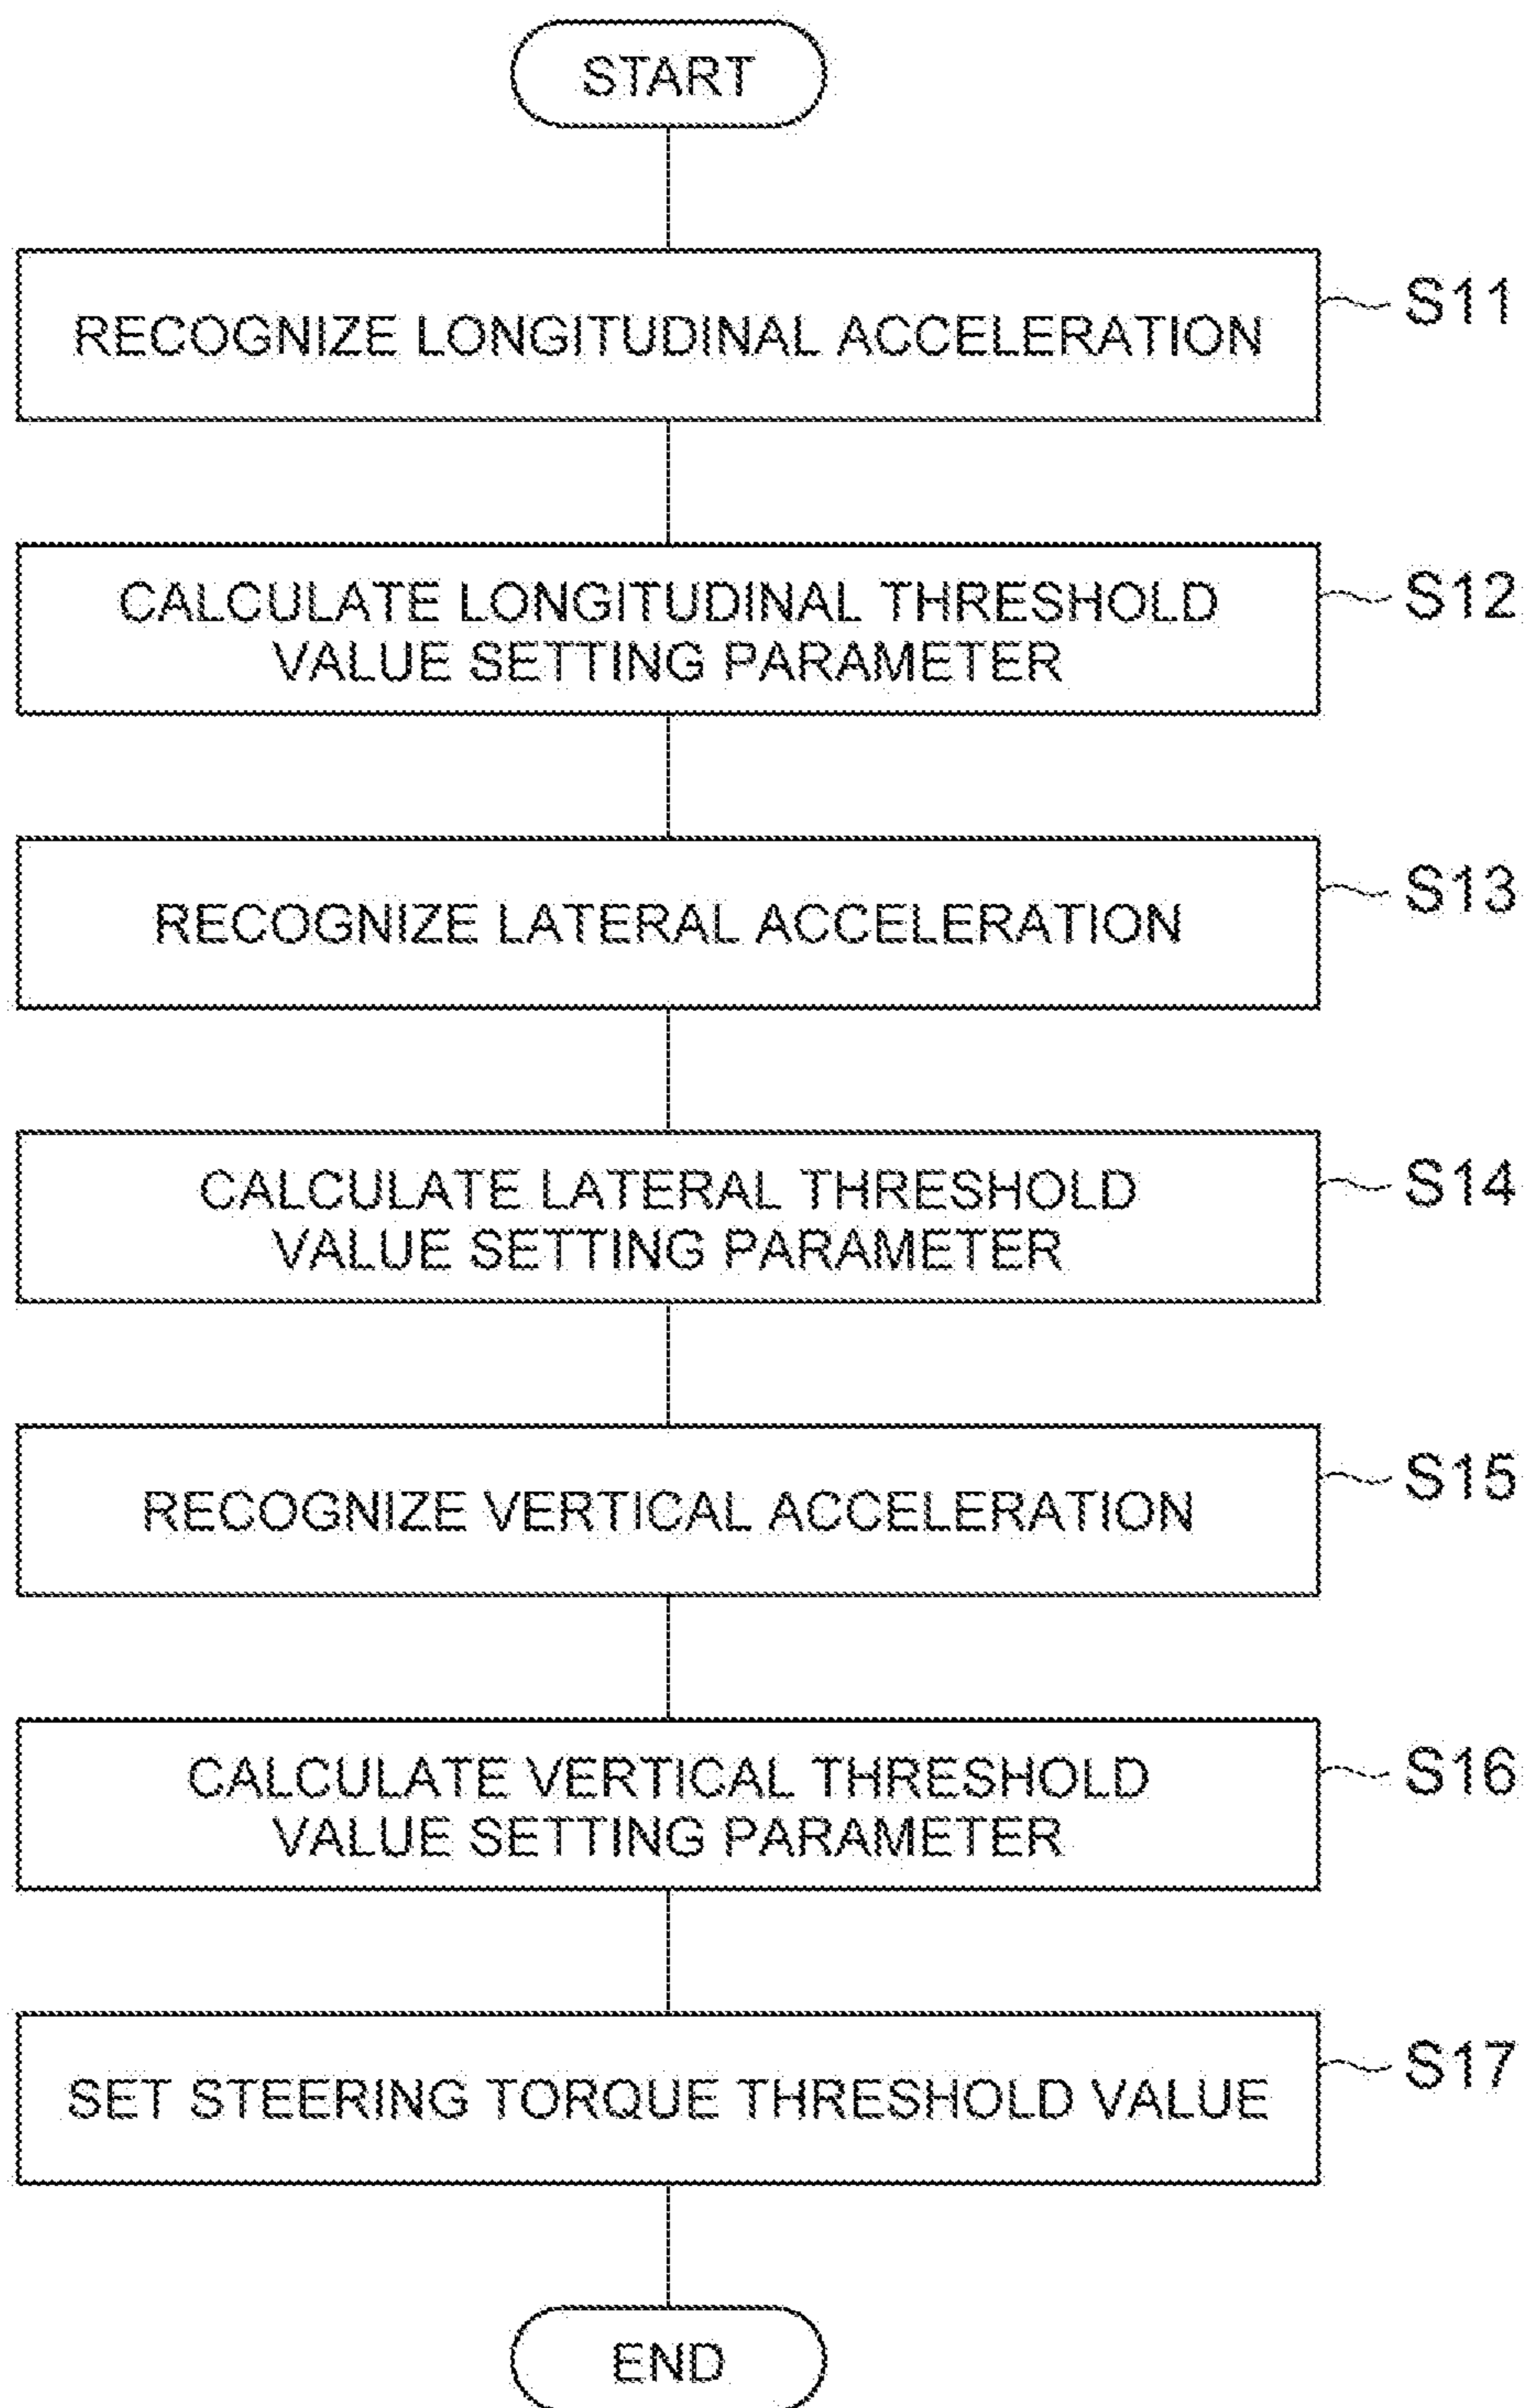 START
RECOGNIZE LONGITUDINAL ACCELERATION
S11
CALCULATE LONGITUDINAL THRESHOLD
VALUE SETTING PARAMETER
S12
RECOGNIZE LATERAL ACCELERATION
S13
CALCULATE LATERAL THRESHOLD
VALUE SETTING PARAMETER
S14
RECOGNIZE VERTICAL ACCELERATION
S15
CALCULATE VERTICAL THRESHOLD
VALUE SETTING PARAMETER
S16
SET STEERING TORQUE THRESHOLD VALUE
S17
END